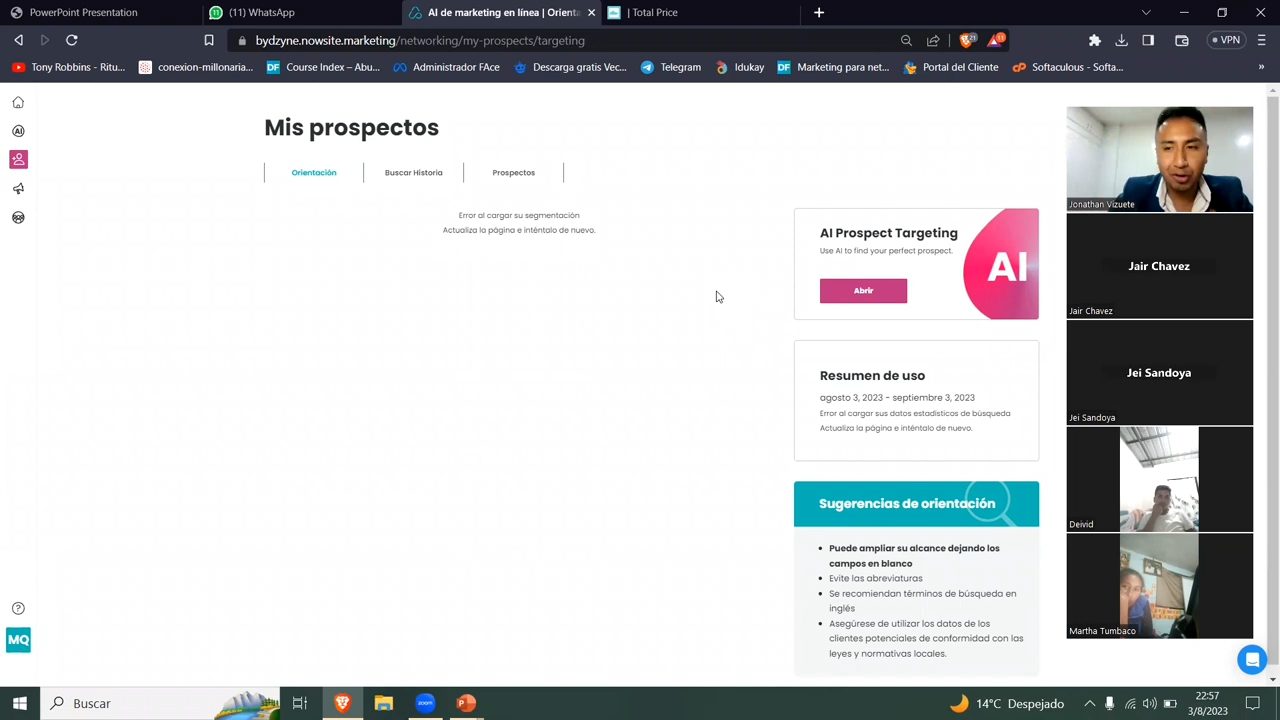 PowerPoint Presentation
(11) WhatsApp
AI de marketing en línea | Orient
| Total Price
bydzyne.nowsite.marketing/networking/my-prospects/targeting
21
11
VPN
Tony Robbins - Ritu...
conexion-millonaria...
DF Course Index – Abu...
Administador FAce
Descarga gratis Vec...
Telegram
Idukay
DF Marketing para net...
Portal del Cliente
Softaculous - Softa...
»
AI
Mis prospectos
Orientación
Buscar Historia
Prospectos
Error al cargar su segmentación
Actualiza la página e inténtalo de nuevo.
AI Prospect Targeting
Use AI to find your perfect prospect.
Abrir
AI
Resumen de uso
agosto 3, 2023 - septiembre 3, 2023
Error al cargar sus datos estadísticos de búsqueda
Actualiza la página e inténtalo de nuevo.
Sugerencias de orientación
• Puede ampliar su alcance dejando los
campos en blanco
• Evite las abreviaturas
• Se recomiendan términos de búsqueda en
inglés
• Asegúrese de utilizar los datos de los
clientes potenciales de conformidad con las
leyes y normativas locales.
Jonathan Vizuete
Jair Chavez
Jair Chavez
Jei Sandoya
Jei Sandoya
Deivid
Martha Tumbaco
MQ
Buscar
zoom
14°C Despejado
22:57
3/8/2023